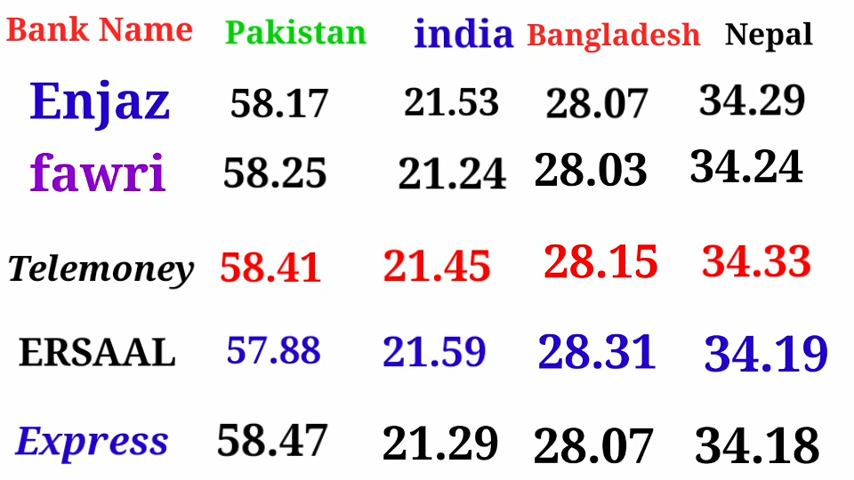 Bank Name Pakistan india Bangladesh Nepal
Enjaz 58.17 21.53 28.07 34.29
fawri 58.25 21.24 28.03 34.24
Telemoney 58.41 21.45 28.15 34.33
ERSAAL 57.88 21.59 28.31 34.19
Express 58.47 21.29 28.07 34.18